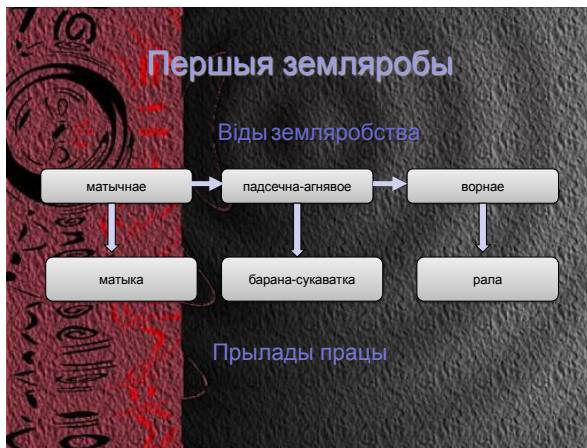 Першыя земляробы
Віды земляробства
матычнае падсечна-агнявое ворнае
матыка барана-сукаватка рала
Прылады працы